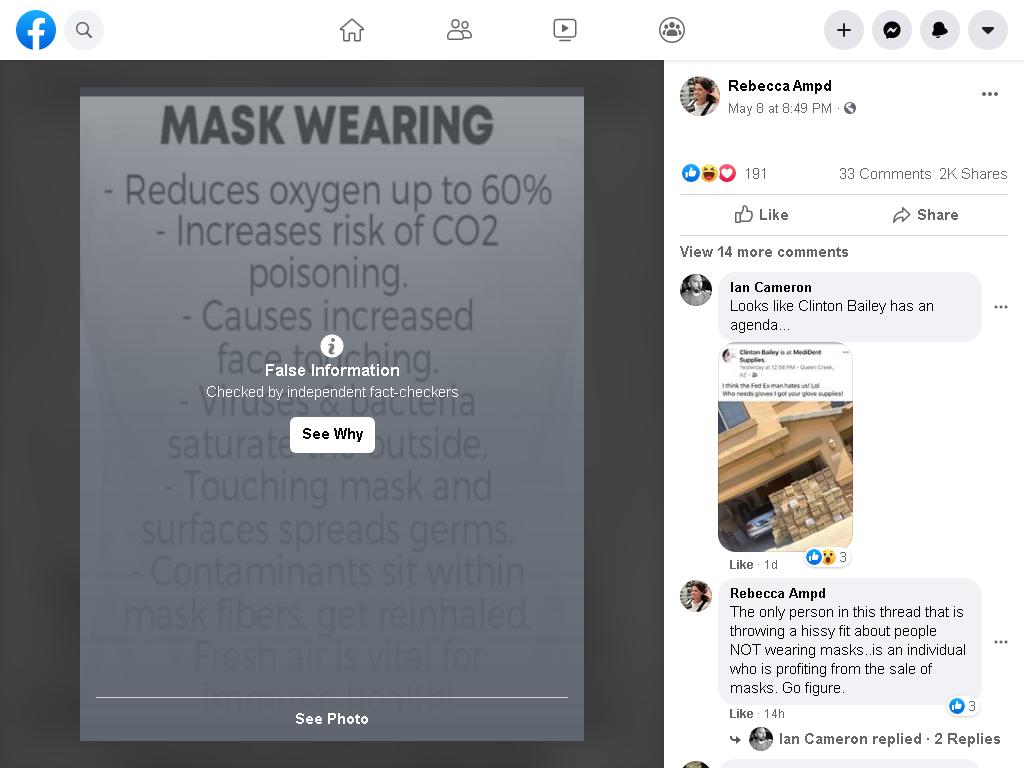 Rebecca Ampd
May 8 at 8:49 PM ·
MASK WEARING
- Reduces oxygen up to 60%
- Increases risk of CO2
poisoning.
- Causes increased
face touching.
False Information
Checked by independent fact-checkers
- Viruses & bacteria
See Why
saturate the outside.
- Touching mask and
surfaces spreads germs.
- Contaminants sit within
mask fibers, get reinhaled.
- Fresh air is vital for
immune health!
See Photo
191
33 Comments 2K Shares
Like
Share
View 14 more comments
Ian Cameron
Looks like Clinton Bailey has an
agenda...
Clinton Bailey is at MediDent
Supplies.
Yesterday at 12:56 PM · Queen Creek,
AZ ·
I think the Fed Ex man hates us! Lol
Who needs gloves I got your glove supplies!
3
Like · 1d
Rebecca Ampd
The only person in this thread that is
throwing a hissy fit about people
NOT wearing masks..is an individual
who is profiting from the sale of
masks. Go figure.
3
Like · 14h
Ian Cameron replied · 2 Replies